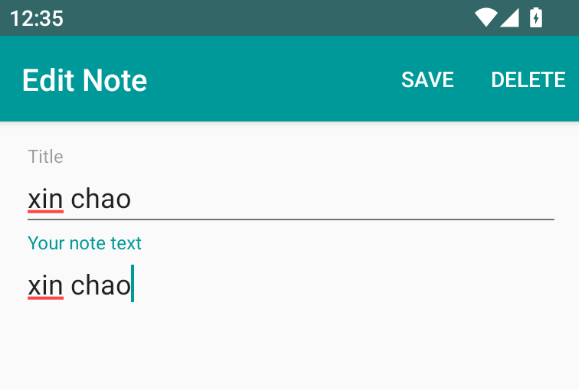 12:35
Edit Note SAVE DELETE
Title
xin chao
Your note text
xin chao